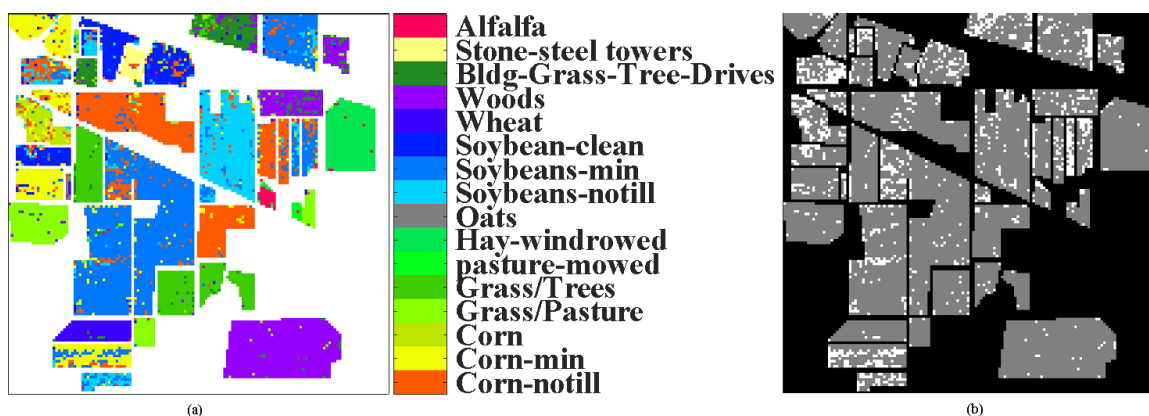 Alfalfa
Stone-steel towers
Bldg-Grass-Tree-Drives
Woods
Wheat
Soybean-clean
Soybeans-min
Soybeans-notill
Oats
Hay-windrowed
pasture-mowed
Grass/Trees
Grass/Pasture
Corn
Corn-min
Corn-notill
(a)
(b)